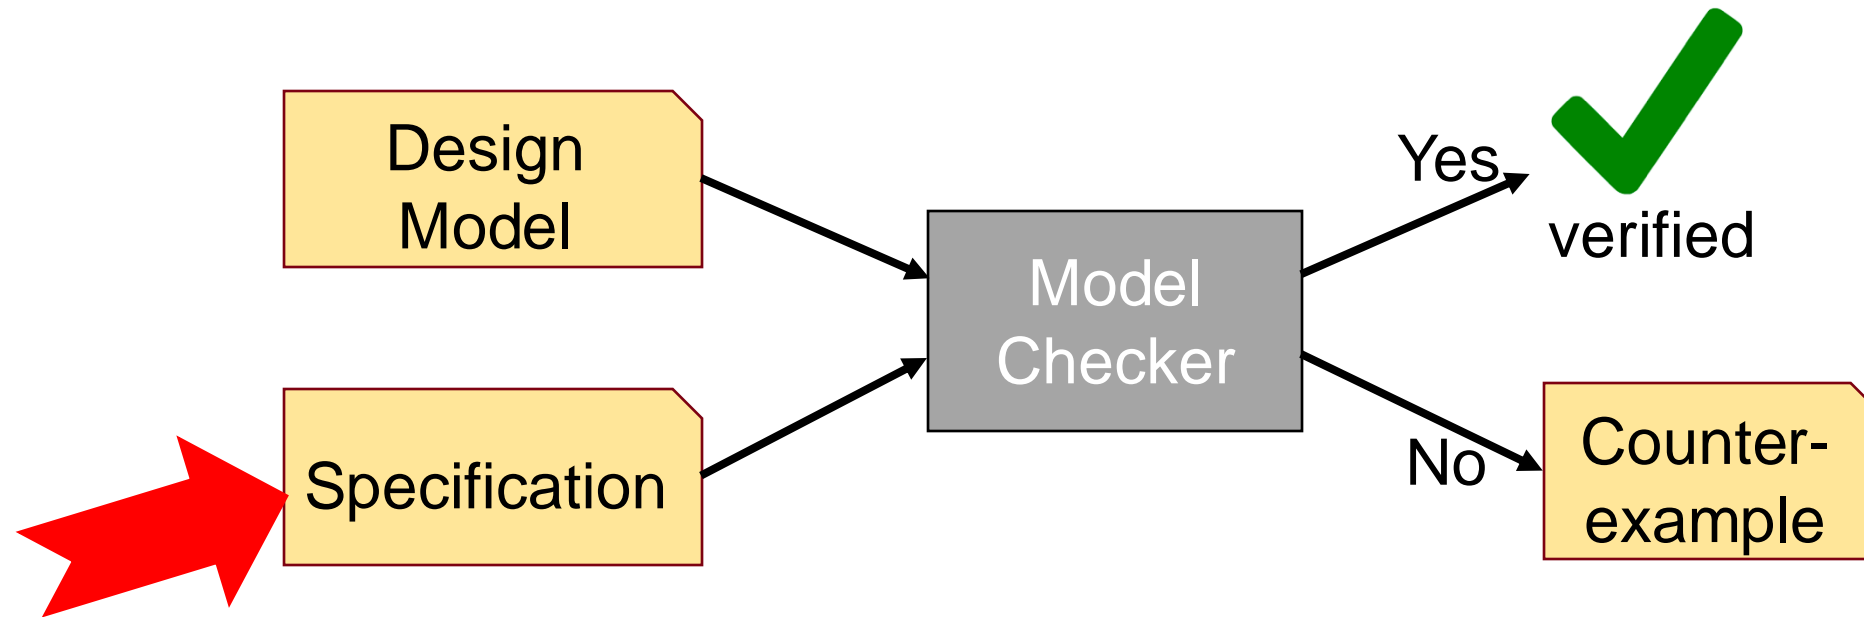 Design
Model
Specification
Model
Checker
Yes
verified
No
Counter-
example